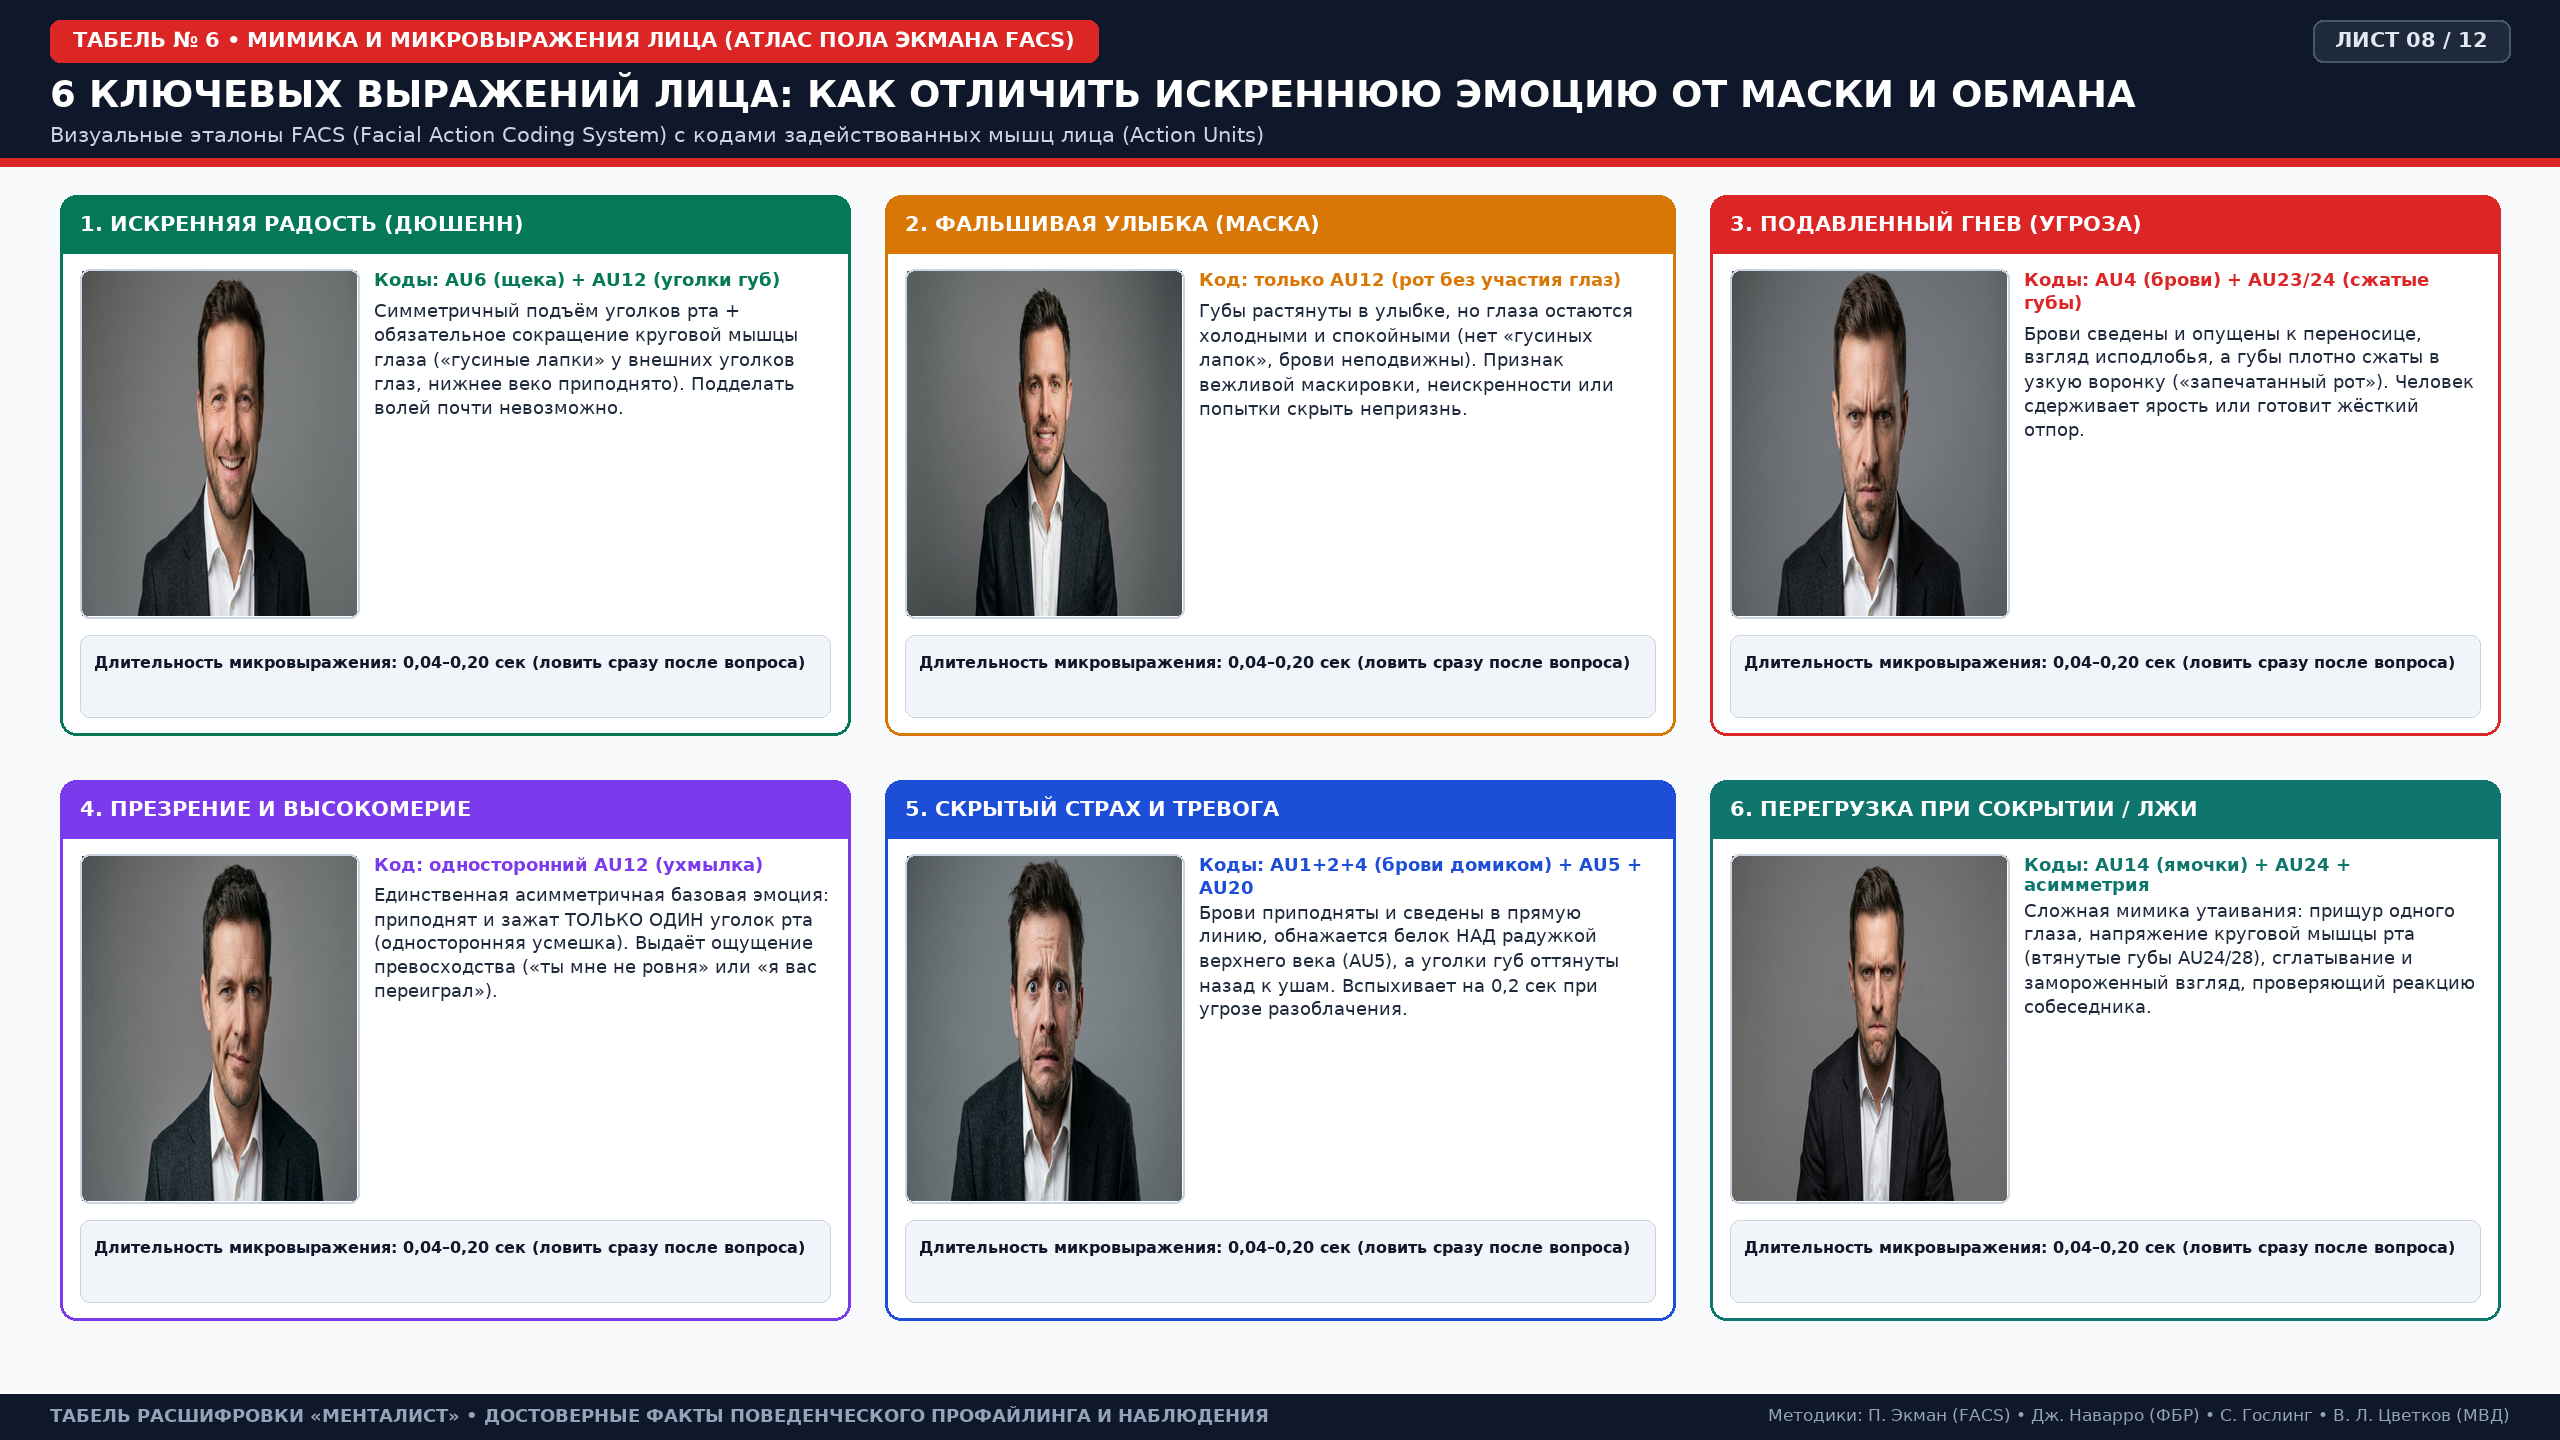 ТАБЕЛЬ № 6 • МИМИКА И МИКРОВЫРАЖЕНИЯ ЛИЦА (АТЛАС ПОЛА ЭКМАНА FACS)
ЛИСТ 08 / 12
6 КЛЮЧЕВЫХ ВЫРАЖЕНИЙ ЛИЦА: КАК ОТЛИЧИТЬ ИСКРЕННЮЮ ЭМОЦИЮ ОТ МАСКИ И ОБМАНА
Визуальные эталоны FACS (Facial Action Coding System) с кодами задействованных мышц лица (Action Units)
1. ИСКРЕННЯЯ РАДОСТЬ (ДЮШЕНН)
Коды: AU6 (щека) + AU12 (уголки губ)
Симметричный подъём уголков рта +
обязательное сокращение круговой мышцы
глаза («гусиные лапки» у внешних уголков
глаз, нижнее веко приподнято). Подделать
волей почти невозможно.
Длительность микровыражения: 0,04–0,20 сек (ловить сразу после вопроса)
2. ФАЛЬШИВАЯ УЛЫБКА (МАСКА)
Код: только AU12 (рот без участия глаз)
Губы растянуты в улыбке, но глаза остаются
холодными и спокойными (нет «гусиных
лапок», брови неподвижны). Признак
вежливой маскировки, неискренности или
попытки скрыть неприязнь.
Длительность микровыражения: 0,04–0,20 сек (ловить сразу после вопроса)
3. ПОДАВЛЕННЫЙ ГНЕВ (УГРОЗА)
Коды: AU4 (брови) + AU23/24 (сжатые
губы)
Брови сведены и опущены к переносице,
взгляд исподлобья, а губы плотно сжаты в
узкую воронку («запечатанный рот»). Человек
сдерживает ярость или готовит жёсткий
отпор.
Длительность микровыражения: 0,04–0,20 сек (ловить сразу после вопроса)
4. ПРЕЗРЕНИЕ И ВЫСОКОМЕРИЕ
Код: односторонний AU12 (ухмылка)
Единственная асимметричная базовая эмоция:
приподнят и зажат ТОЛЬКО ОДИН уголок рта
(односторонняя усмешка). Выдаёт ощущение
превосходства («ты мне не ровня» или «я вас
переиграл»).
Длительность микровыражения: 0,04–0,20 сек (ловить сразу после вопроса)
5. СКРЫТЫЙ СТРАХ И ТРЕВОГА
Коды: AU1+2+4 (брови домиком) + AU5 +
AU20
Брови приподняты и сведены в прямую
линию, обнажается белок НАД радужкой
верхнего века (AU5), а уголки губ оттянуты
назад к ушам. Вспыхивает на 0,2 сек при
угрозе разоблачения.
Длительность микровыражения: 0,04–0,20 сек (ловить сразу после вопроса)
6. ПЕРЕГРУЗКА ПРИ СОКРЫТИИ / ЛЖИ
Коды: AU14 (ямочки) + AU24 +
асимметрия
Сложная мимика утаивания: прищур одного
глаза, напряжение круговой мышцы рта
(втянутые губы AU24/28), сглатывание и
замороженный взгляд, проверяющий реакцию
собеседника.
Длительность микровыражения: 0,04–0,20 сек (ловить сразу после вопроса)
ТАБЕЛЬ РАСШИФРОВКИ «МЕНТАЛИСТ» • ДОСТОВЕРНЫЕ ФАКТЫ ПОВЕДЕНЧЕСКОГО ПРОФАЙЛИНГА И НАБЛЮДЕНИЯ
Методики: П. Экман (FACS) • Дж. Наварро (ФБР) • С. Гослинг • В. Л. Цветков (МВД)